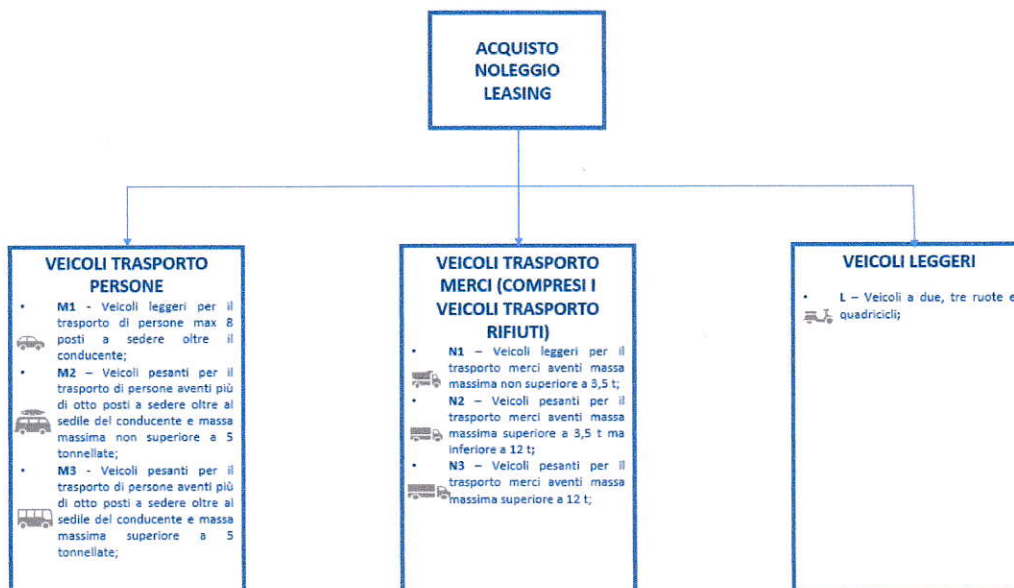 ACQUISTO
NOLEGGIO
LEASING
VEICOLI TRASPORTO
PERSONE
• M1 - Veicoli leggeri per il
trasporto di persone max 8
posti a sedere oltre il
conducente;
• M2 – Veicoli pesanti per il
trasporto di persone aventi più
di otto posti a sedere oltre al
sedile del conducente e massa
massima non superiore a 5
tonnellate;
• M3 - Veicoli pesanti per il
trasporto di persone aventi più
di otto posti a sedere oltre al
sedile del conducente e massa
massima superiore a 5
tonnellate;
VEICOLI TRASPORTO
MERCI (COMPRESI I
VEICOLI TRASPORTO
RIFIUTI)
• N1 – Veicoli leggeri per il
trasporto merci aventi massa
massima non superiore a 3,5 t;
• N2 – Veicoli pesanti per il
trasporto merci aventi massa
massima superiore a 3,5 t ma
inferiore a 12 t;
• N3 – Veicoli pesanti per il
trasporto merci aventi massa
massima superiore a 12 t;
VEICOLI LEGGERI
• L – Veicoli a due, tre ruote e
quadricicli;